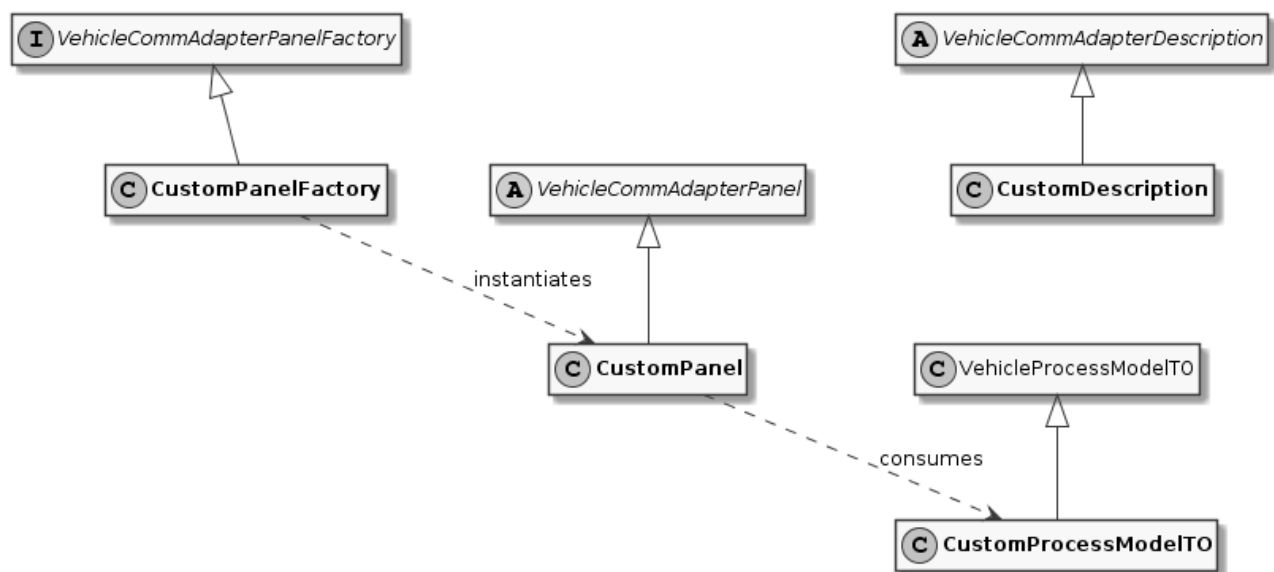 I VehicleCommAdapterPanelFactory
A VehicleCommAdapterDescription
C CustomPanelFactory
A VehicleCommAdapterPanel
C CustomDescription
instantiates
C CustomPanel
C VehicleProcessModelTO
consumes
C CustomProcessModelTO